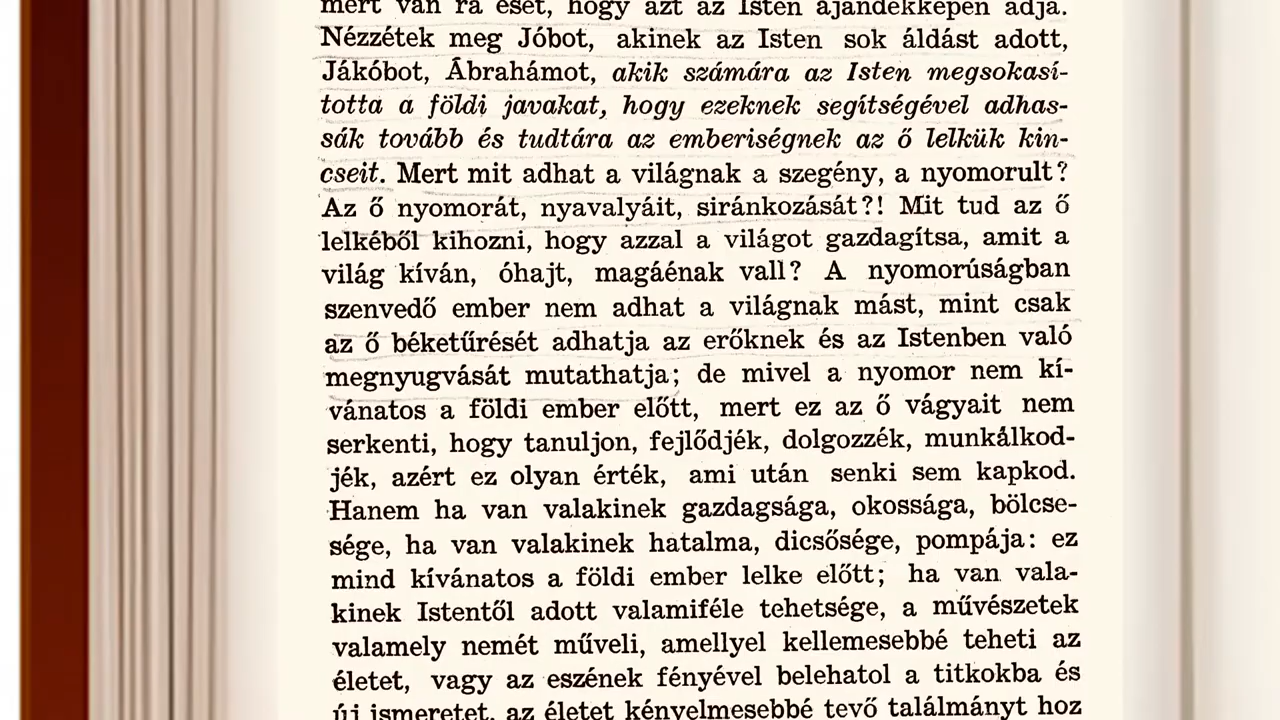 mert van rá eset, hogy azt az Isten ajándékképen adja.
Nézzétek meg Jóbot, akinek az Isten sok áldást adott,
Jákóbot, Ábrahámot, akik számára az Isten megsokasí-
totta a földi javakat, hogy ezeknek segítségével adhas-
sák tovább és tudtára az emberiségnek az ő lelkük kin-
cseit. Mert mit adhat a világnak a szegény, a nyomorult?
Az ő nyomorát, nyavalyáit, siránkozását?! Mit tud az ő
lelkéből kihozni, hogy azzal a világot gazdagítsa, amit a
világ kíván, óhajt, magáénak vall? A nyomorúságban
szenvedő ember nem adhat a világnak mást, mint csak
az ő béketűrését adhatja az erőknek és az Istenben való
megnyugvását mutathatja; de mivel a nyomor nem kí-
vánatos a földi ember előtt, mert ez az ő vágyait nem
serkenti, hogy tanuljon, fejlődjék, dolgozzék, munkálkod-
jék, azért ez olyan érték, ami után senki sem kapkod.
Hanem ha van valakinek gazdagsága, okossága, bölcse-
sége, ha van valakinek hatalma, dicsősége, pompája: ez
mind kívánatos a földi ember lelke előtt; ha van vala-
kinek Istentől adott valamiféle tehetsége, a művészetek
valamely nemét műveli, amellyel kellemesebbé teheti az
életet, vagy az eszének fényével belehatol a titkokba és
új ismeretet, az életet kényelmesebbé tevő találmányt hoz